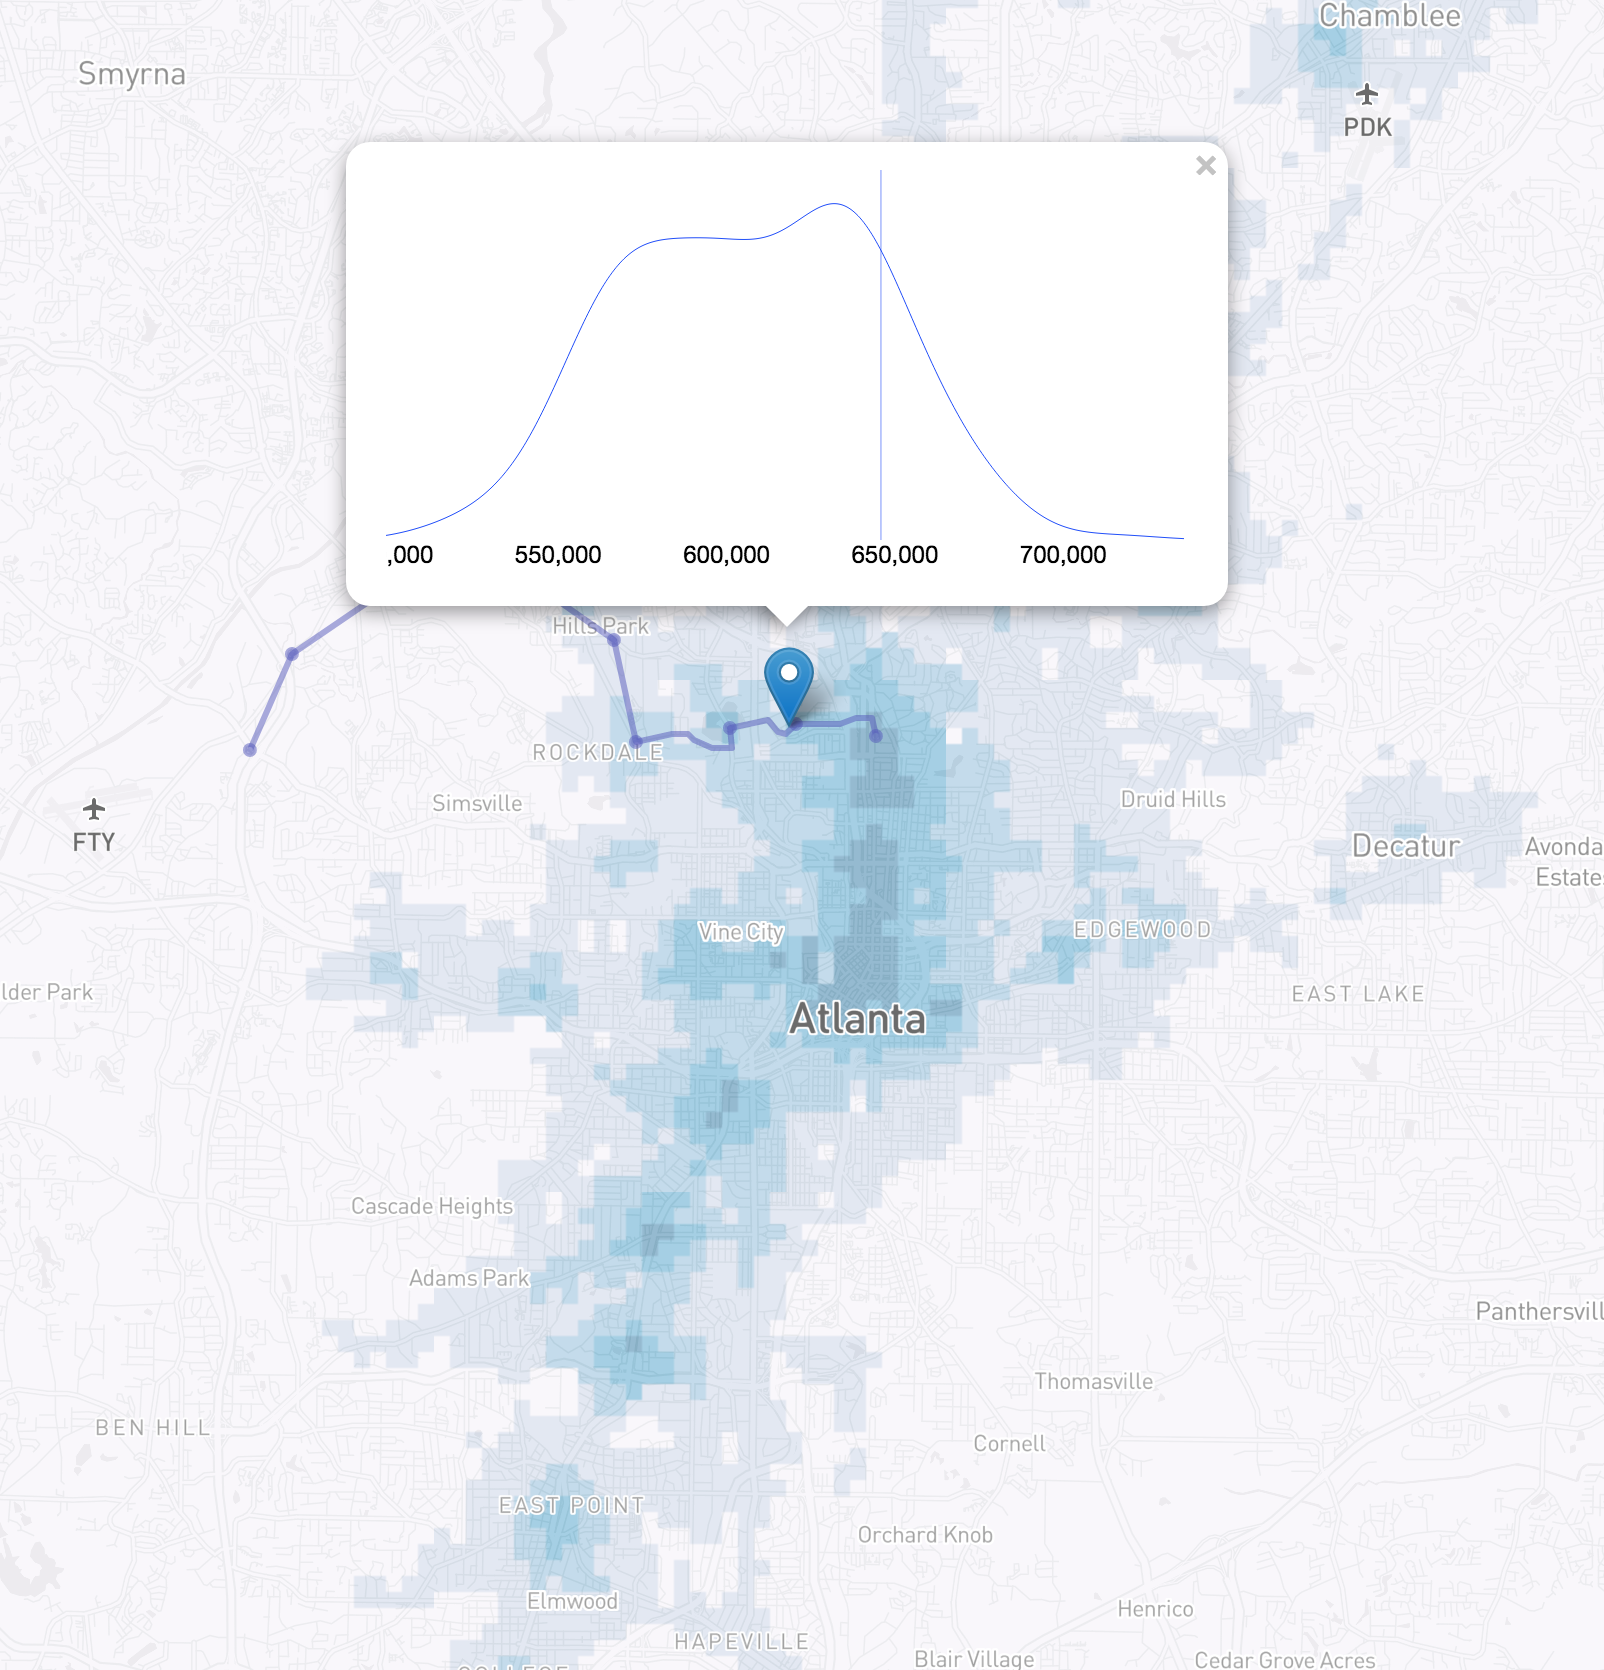 Chamblee
Smyrna
PDK
,000 550,000 600,000 650,000 700,000
Hills Park
ROCKDALE
Simsville
Druid Hills
FTY
Decatur
Avonda
Estate
Vine City
EDGEWOOD
lder Park
EAST LAKE
Atlanta
Cascade Heights
Adams Park
Panthersvill
Thomasville
BEN HILL
Cornell
EAST POINT
Orchard Knob
Elmwood
Henrico
HAPEVILLE
Blair Village
Cedar Grove Acres